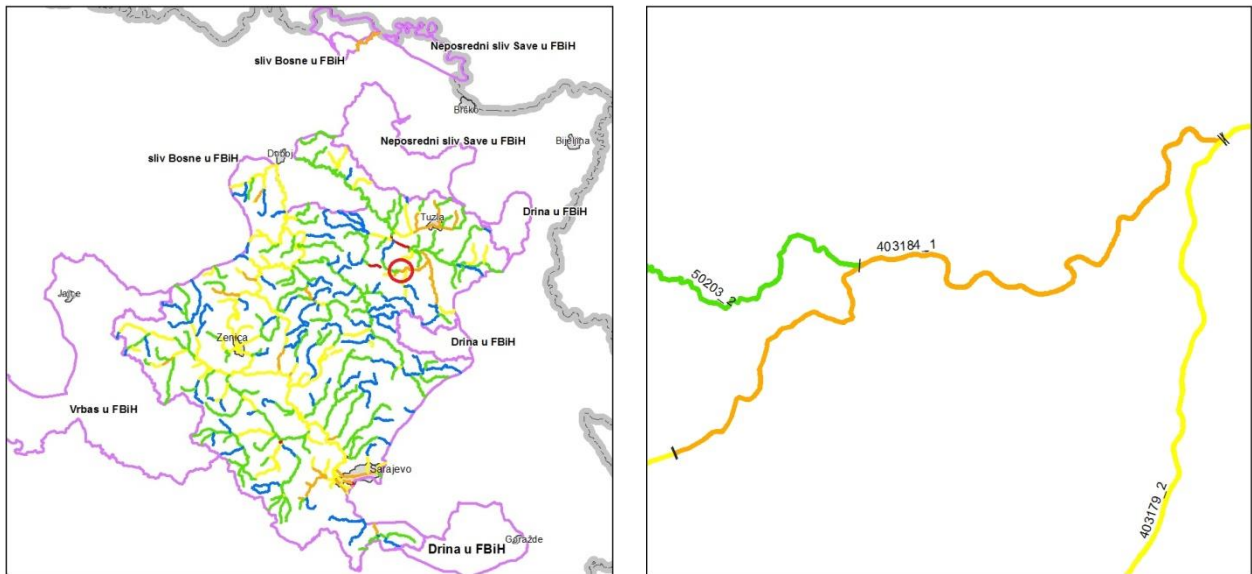 Neposredni sliv Save u FBiH
sliv Bosne u FBiH
Brčko
Bijeljina
Neposredni sliv Save u FBiH
Doboj
sliv Bosne u FBiH
Drina u FBiH
Tuzla
Jajce
Zenica
Drina u FBiH
Vrbas u FBiH
Sarajevo
Goražde
Drina u FBiH
403184_1
50203_2
403179_2